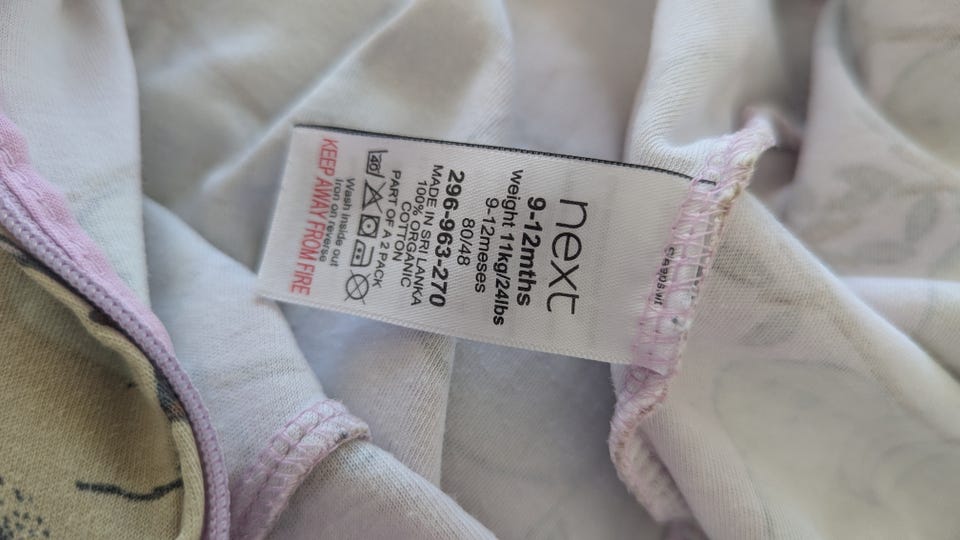 next
9-12mths
weight 11kg/24lbs
9-12meses
80/48
296-963-270
MADE IN SRI LANKA
100% ORGANIC
COTTON
PART OF A 2 PACK
40
Wash inside out
Iron on reverse
KEEP AWAY FROM FIRE